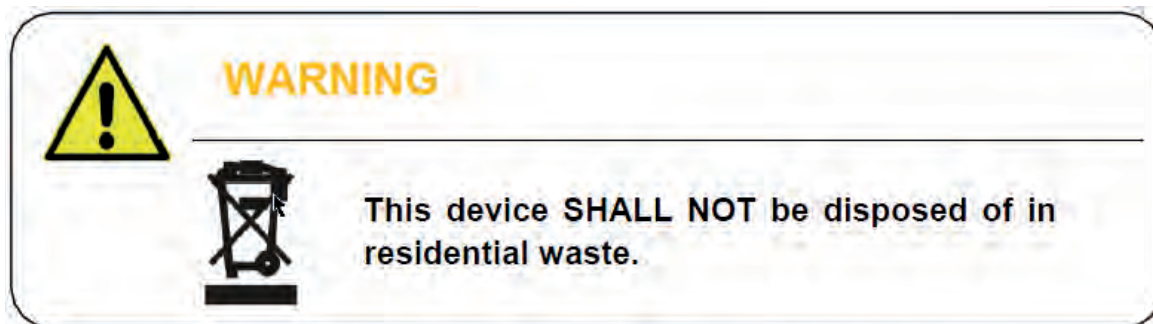 WARNING
This device SHALL NOT be disposed of in
residential waste.